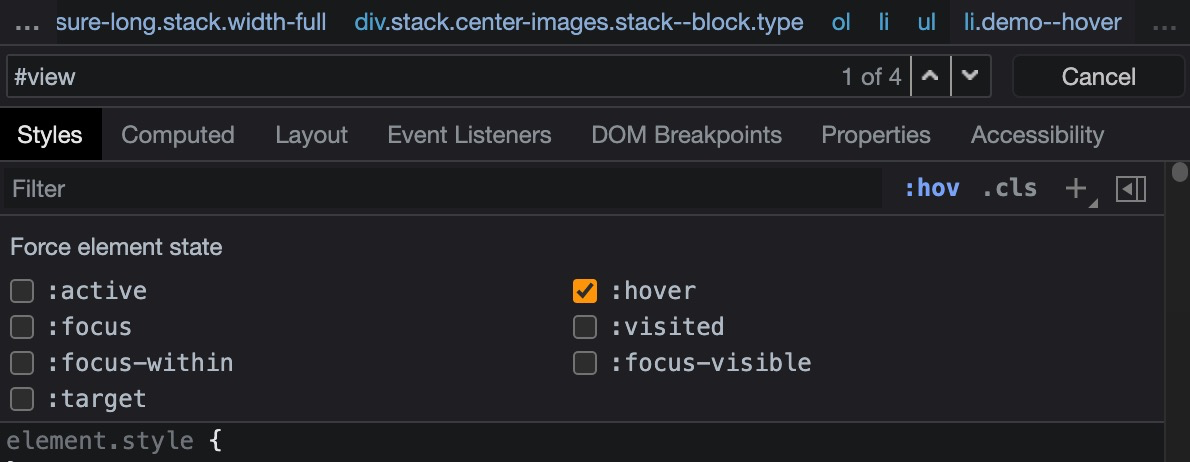 ... sure-long.stack.width-full div.stack.center-images.stack--block.type ol li ul li.demo--hover ...
#view 1 of 4 Cancel
Styles Computed Layout Event Listeners DOM Breakpoints Properties Accessibility
Filter :hov .cls +
Force element state
:active :hover
:focus :visited
:focus-within :focus-visible
:target
element.style {